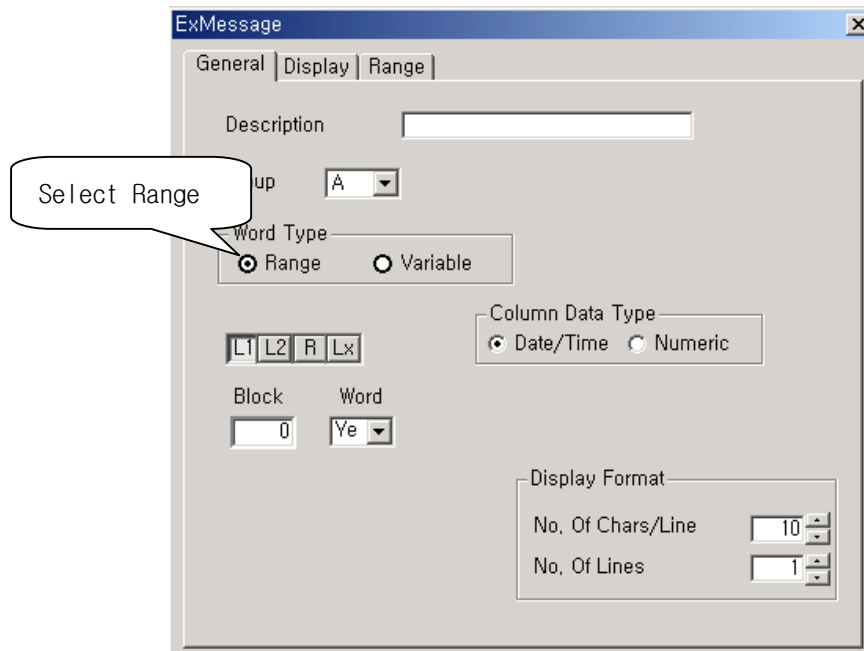 ExMessage
General Display Range
Description
Select Range
up A
Word Type
Range Variable
Column Data Type
Date/Time Numeric
L1 L2 R Lx
Block Word
0 Ye
Display Format
No, Of Chars/Line 10
No, Of Lines 1